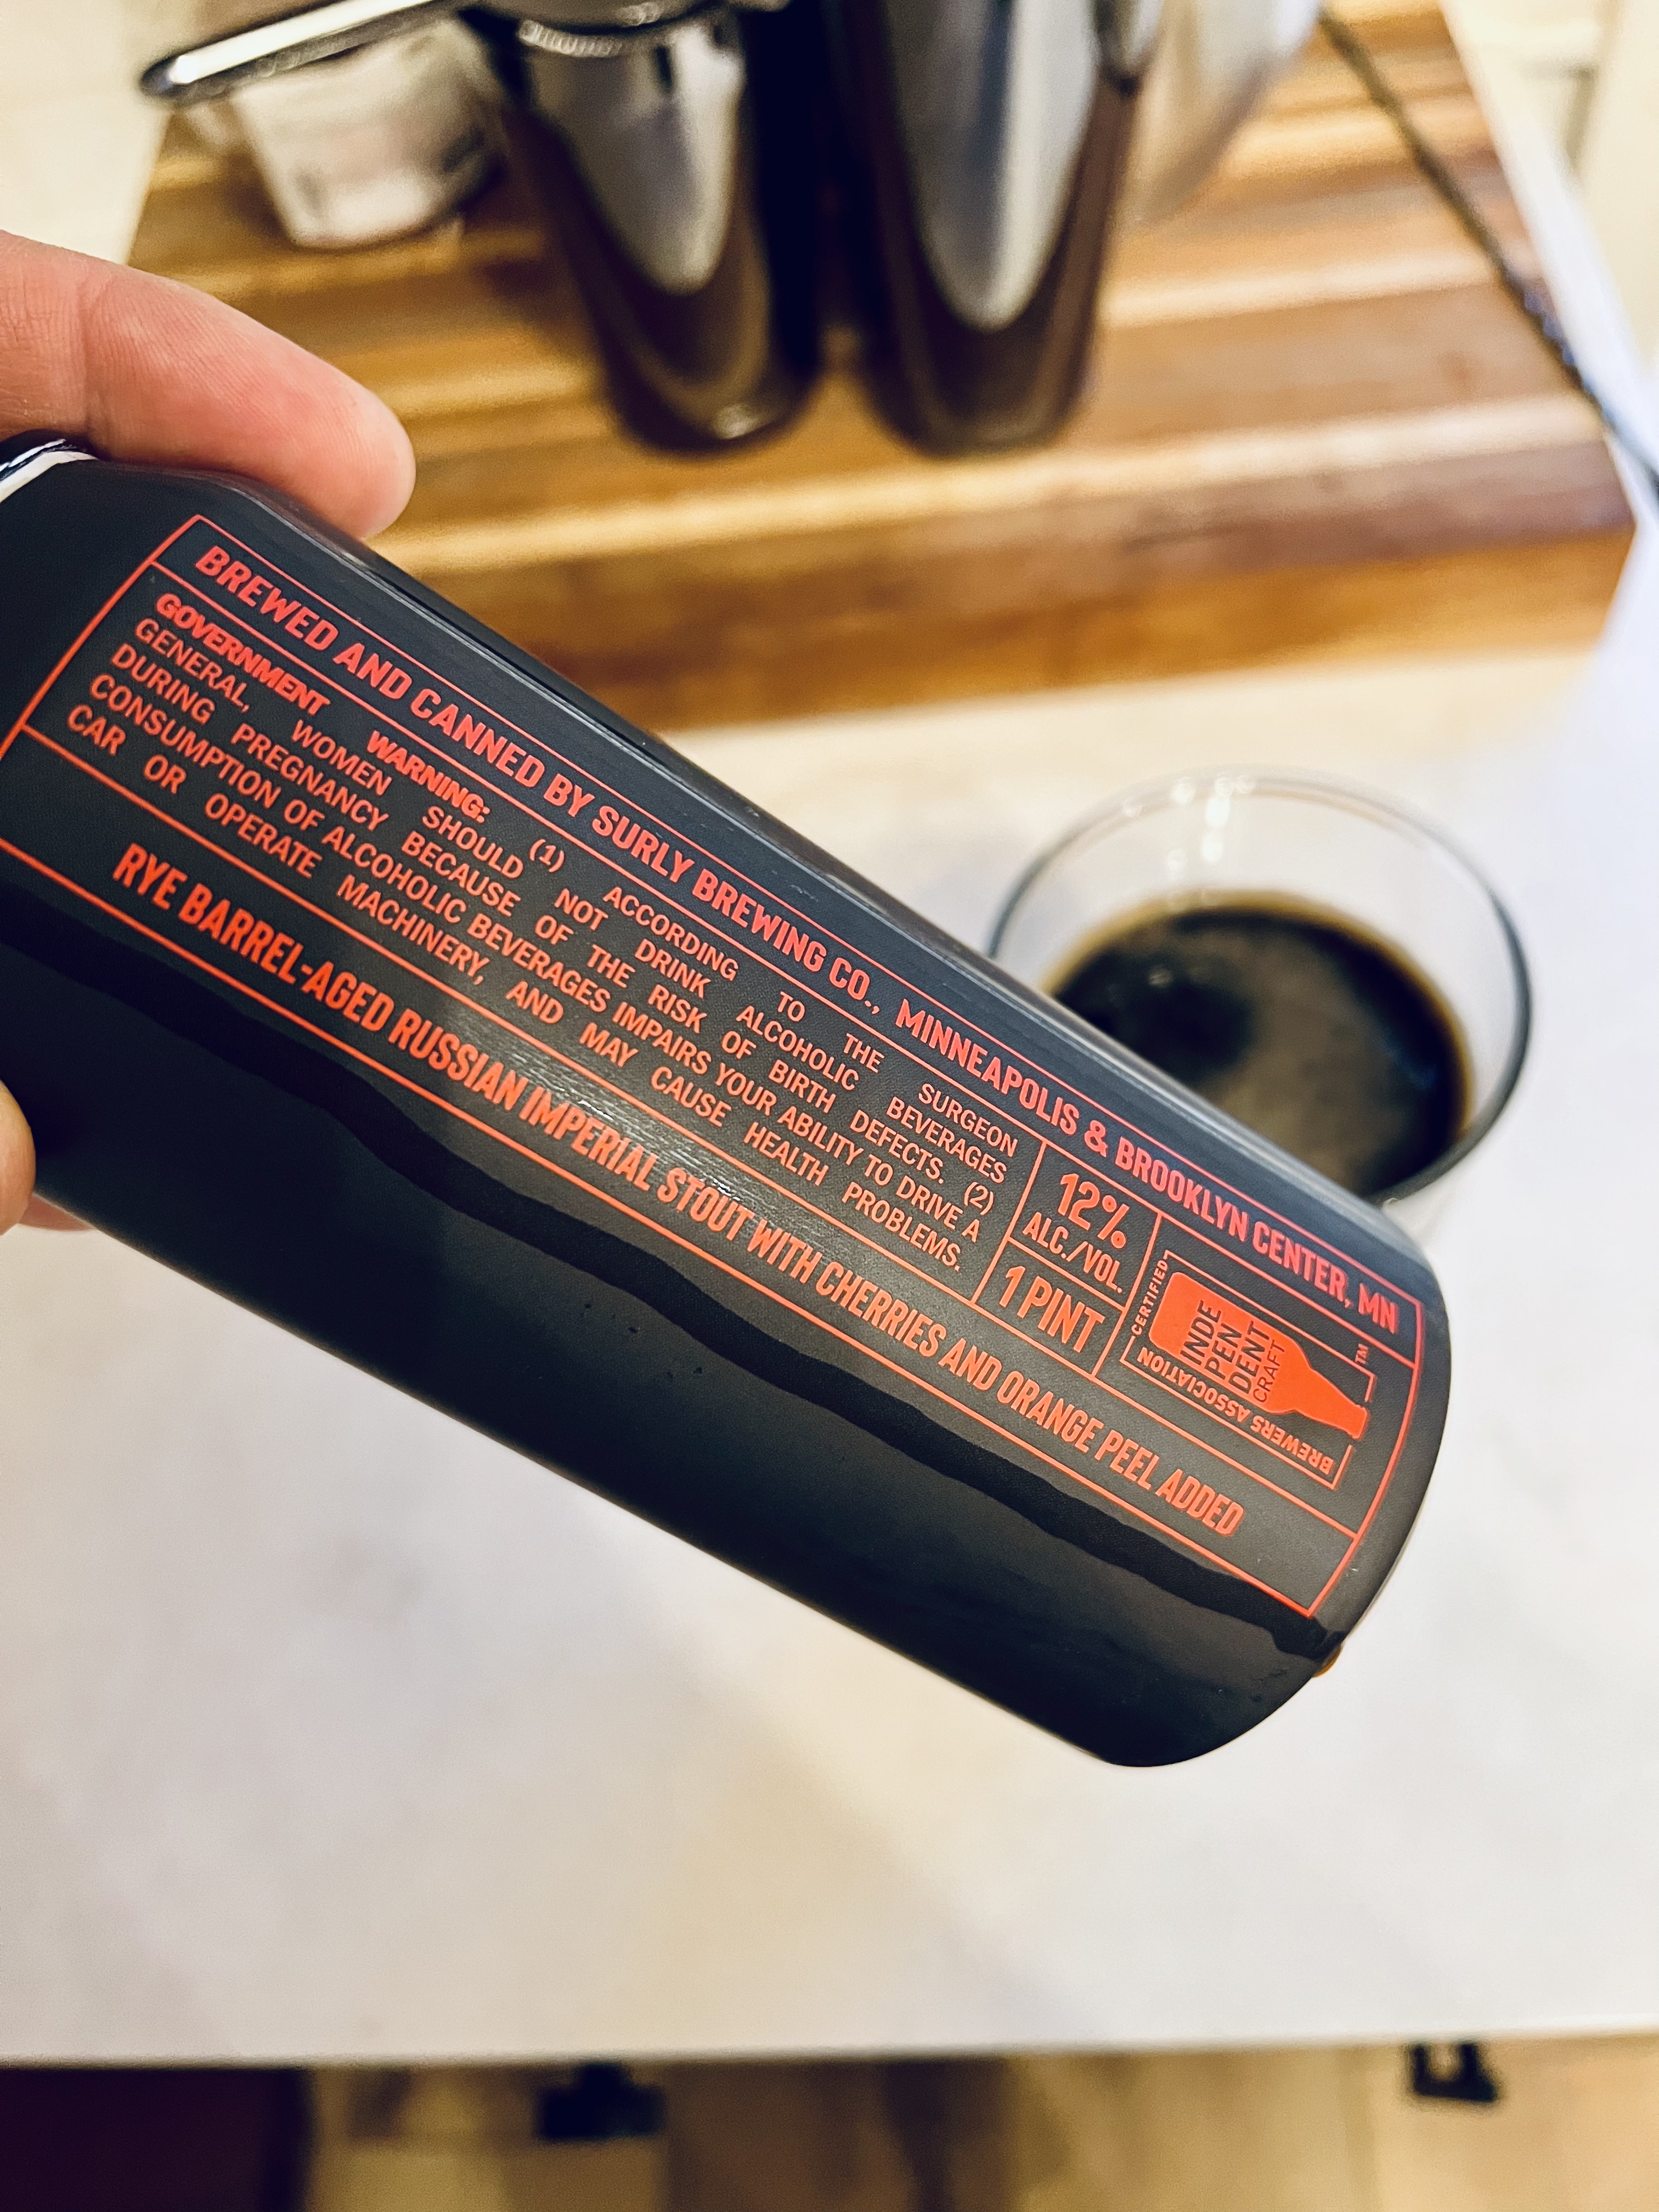 BREWED AND CANNED BY SURLY BREWING CO., MINNEAPOLIS & BROOKLYN CENTER, MN
GOVERNMENT WARNING: (1) ACCORDING TO THE SURGEON
GENERAL, WOMEN SHOULD NOT DRINK ALCOHOLIC BEVERAGES
DURING PREGNANCY BECAUSE OF THE RISK OF BIRTH DEFECTS. (2)
CONSUMPTION OF ALCOHOLIC BEVERAGES IMPAIRS YOUR ABILITY TO DRIVE A
CAR OR OPERATE MACHINERY, AND MAY CAUSE HEALTH PROBLEMS.
12%
ALC./VOL.
1 PINT
CERTIFIED
INDE
PEN
DENT
CRAFT
BREWERS ASSOCIATION
TM
RYE BARREL-AGED RUSSIAN IMPERIAL STOUT WITH CHERRIES AND ORANGE PEEL ADDED